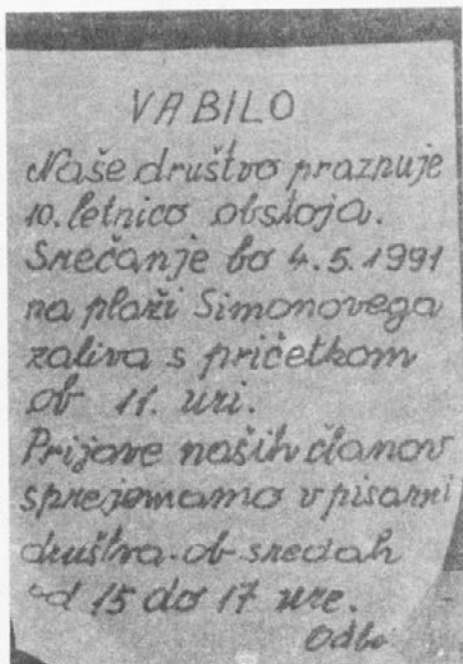 VABILO
Naše društvo praznuje
10. letnico obstoja.
Srečanje bo 4.5.1991
na plaži Simonovega
zaliva s pričetkom
ob 11. uri.
Prijave naših članov
sprejemamo v pisarni
društva ob sredah
od 15 do 17 ure.
Odbo